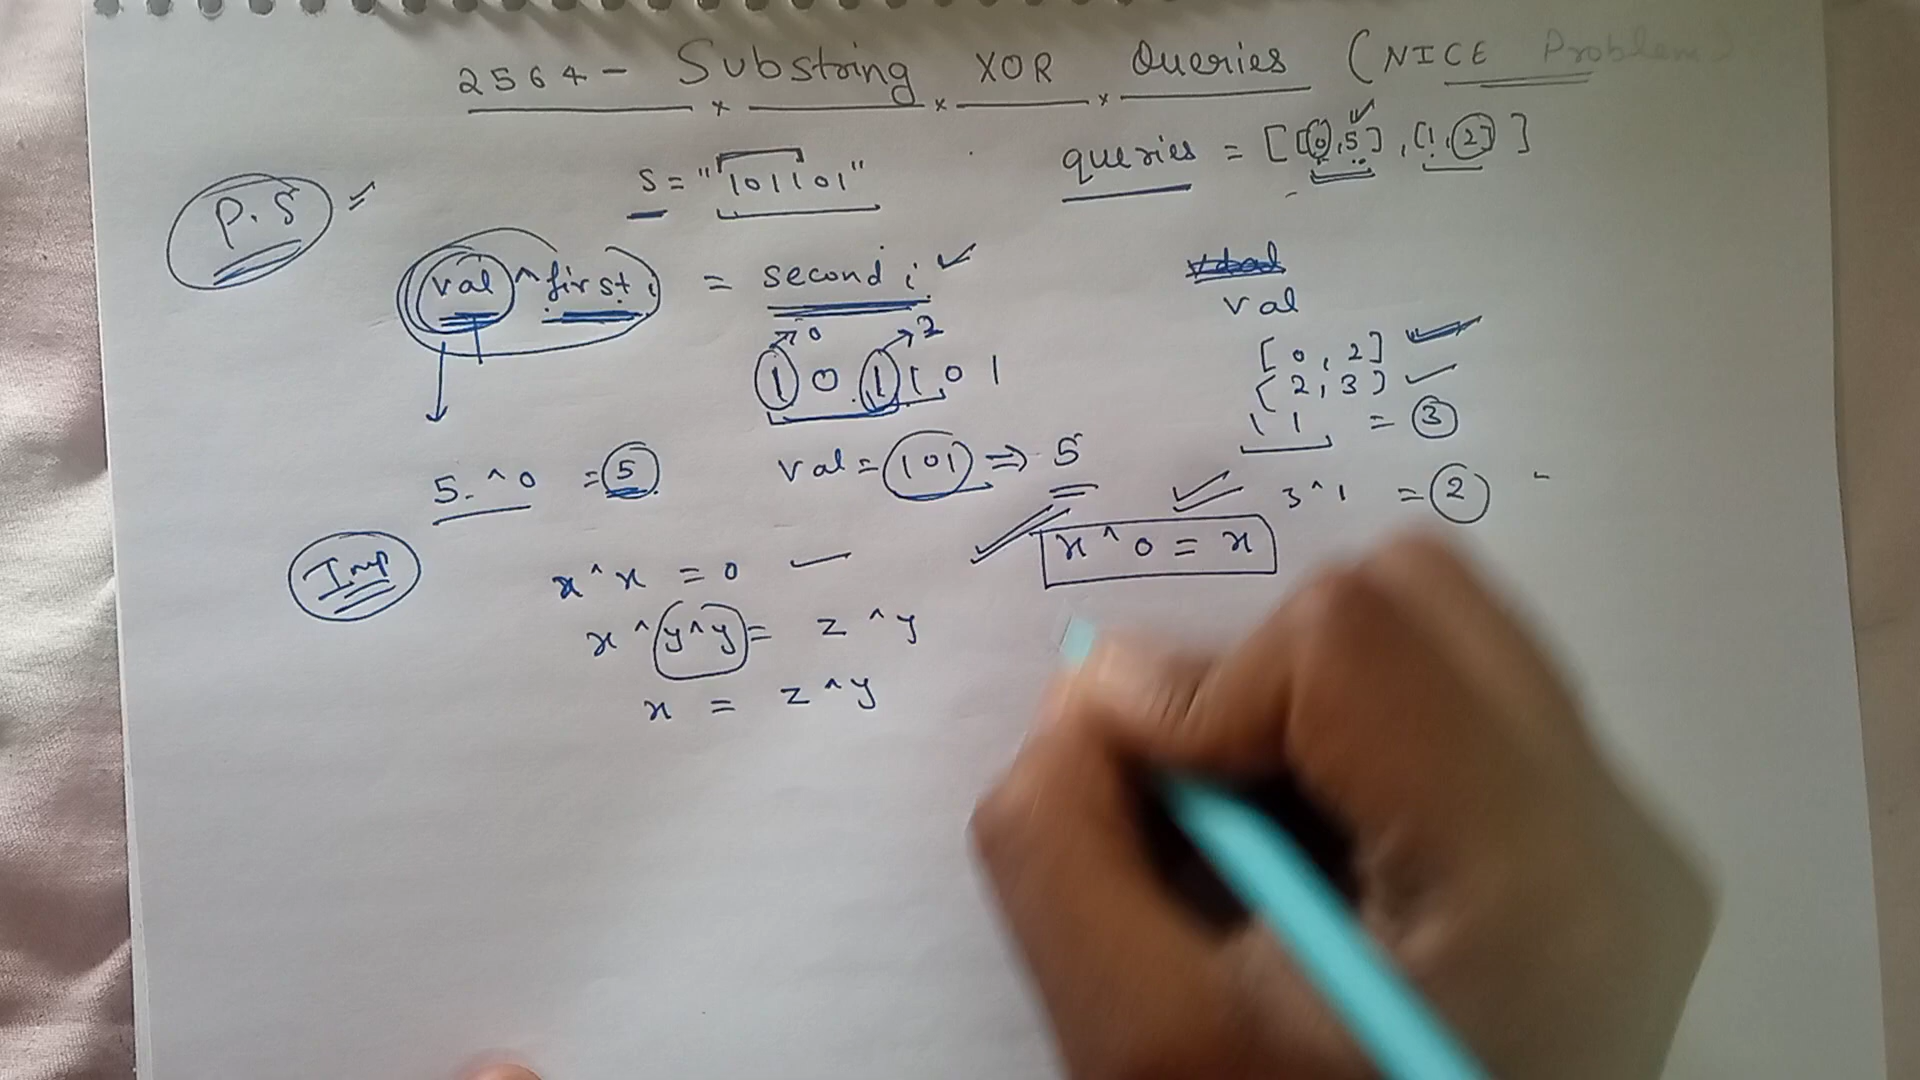 2564 - Substring XOR Queries (NICE Problem
P.S
s = "101101"
queries = [[0,5],[1,2]]
val ^ first i = second i
0 2
1 0 1 1 0 1
val
[0,2]
[2,3]
1 1 = 3
5 ^ 0 = 5
val = 101 => 5
3 ^ 1 = 2
Imp
x ^ x = 0
x ^ 0 = x
x ^ y ^ y = z ^ y
x = z ^ y